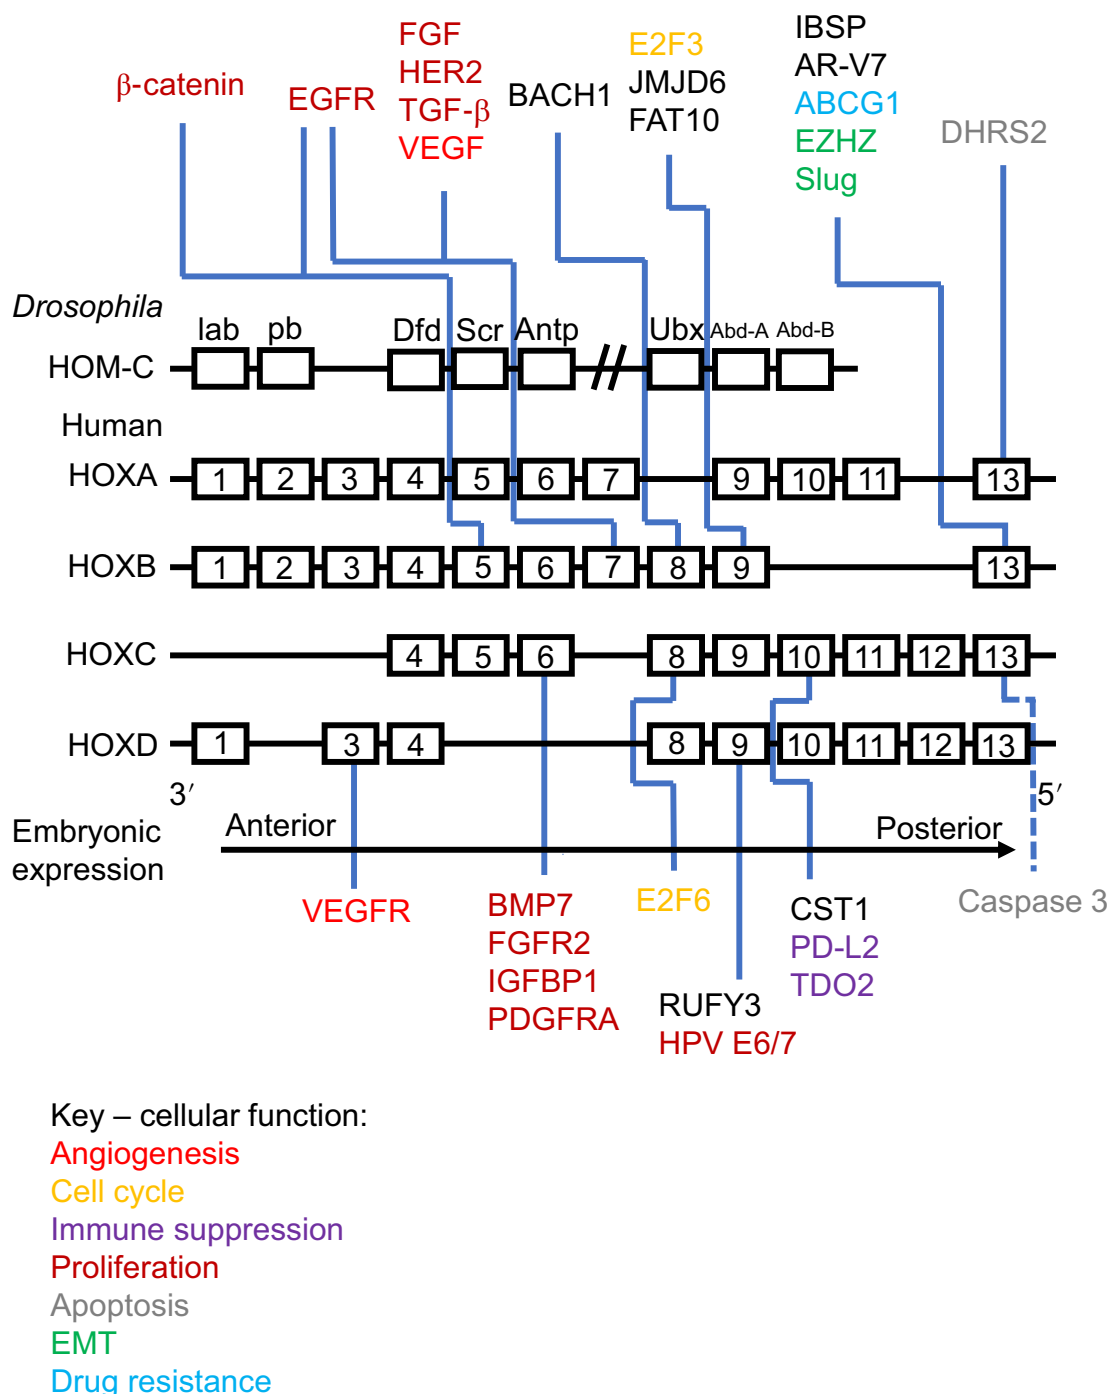 β-catenin
EGFR
FGF
HER2
TGF-β
VEGF
BACH1
E2F3
JMJD6
FAT10
IBSP
AR-V7
ABCG1
EZHZ
Slug
DHRS2
Drosophila
HOM-C
lab pb Dfd Scr Antp Ubx Abd-A Abd-B
Human
HOXA 1 2 3 4 5 6 7 9 10 11 13
HOXB 1 2 3 4 5 6 7 8 9 13
HOXC 4 5 6 8 9 10 11 12 13
HOXD 1 3 4 8 9 10 11 12 13
3′ 5′
Embryonic
expression
Anterior Posterior
VEGFR
BMP7
FGFR2
IGFBP1
PDGFRA
E2F6
RUFY3
HPV E6/7
CST1
PD-L2
TDO2
Caspase 3
Key – cellular function:
Angiogenesis
Cell cycle
Immune suppression
Proliferation
Apoptosis
EMT
Drug resistance